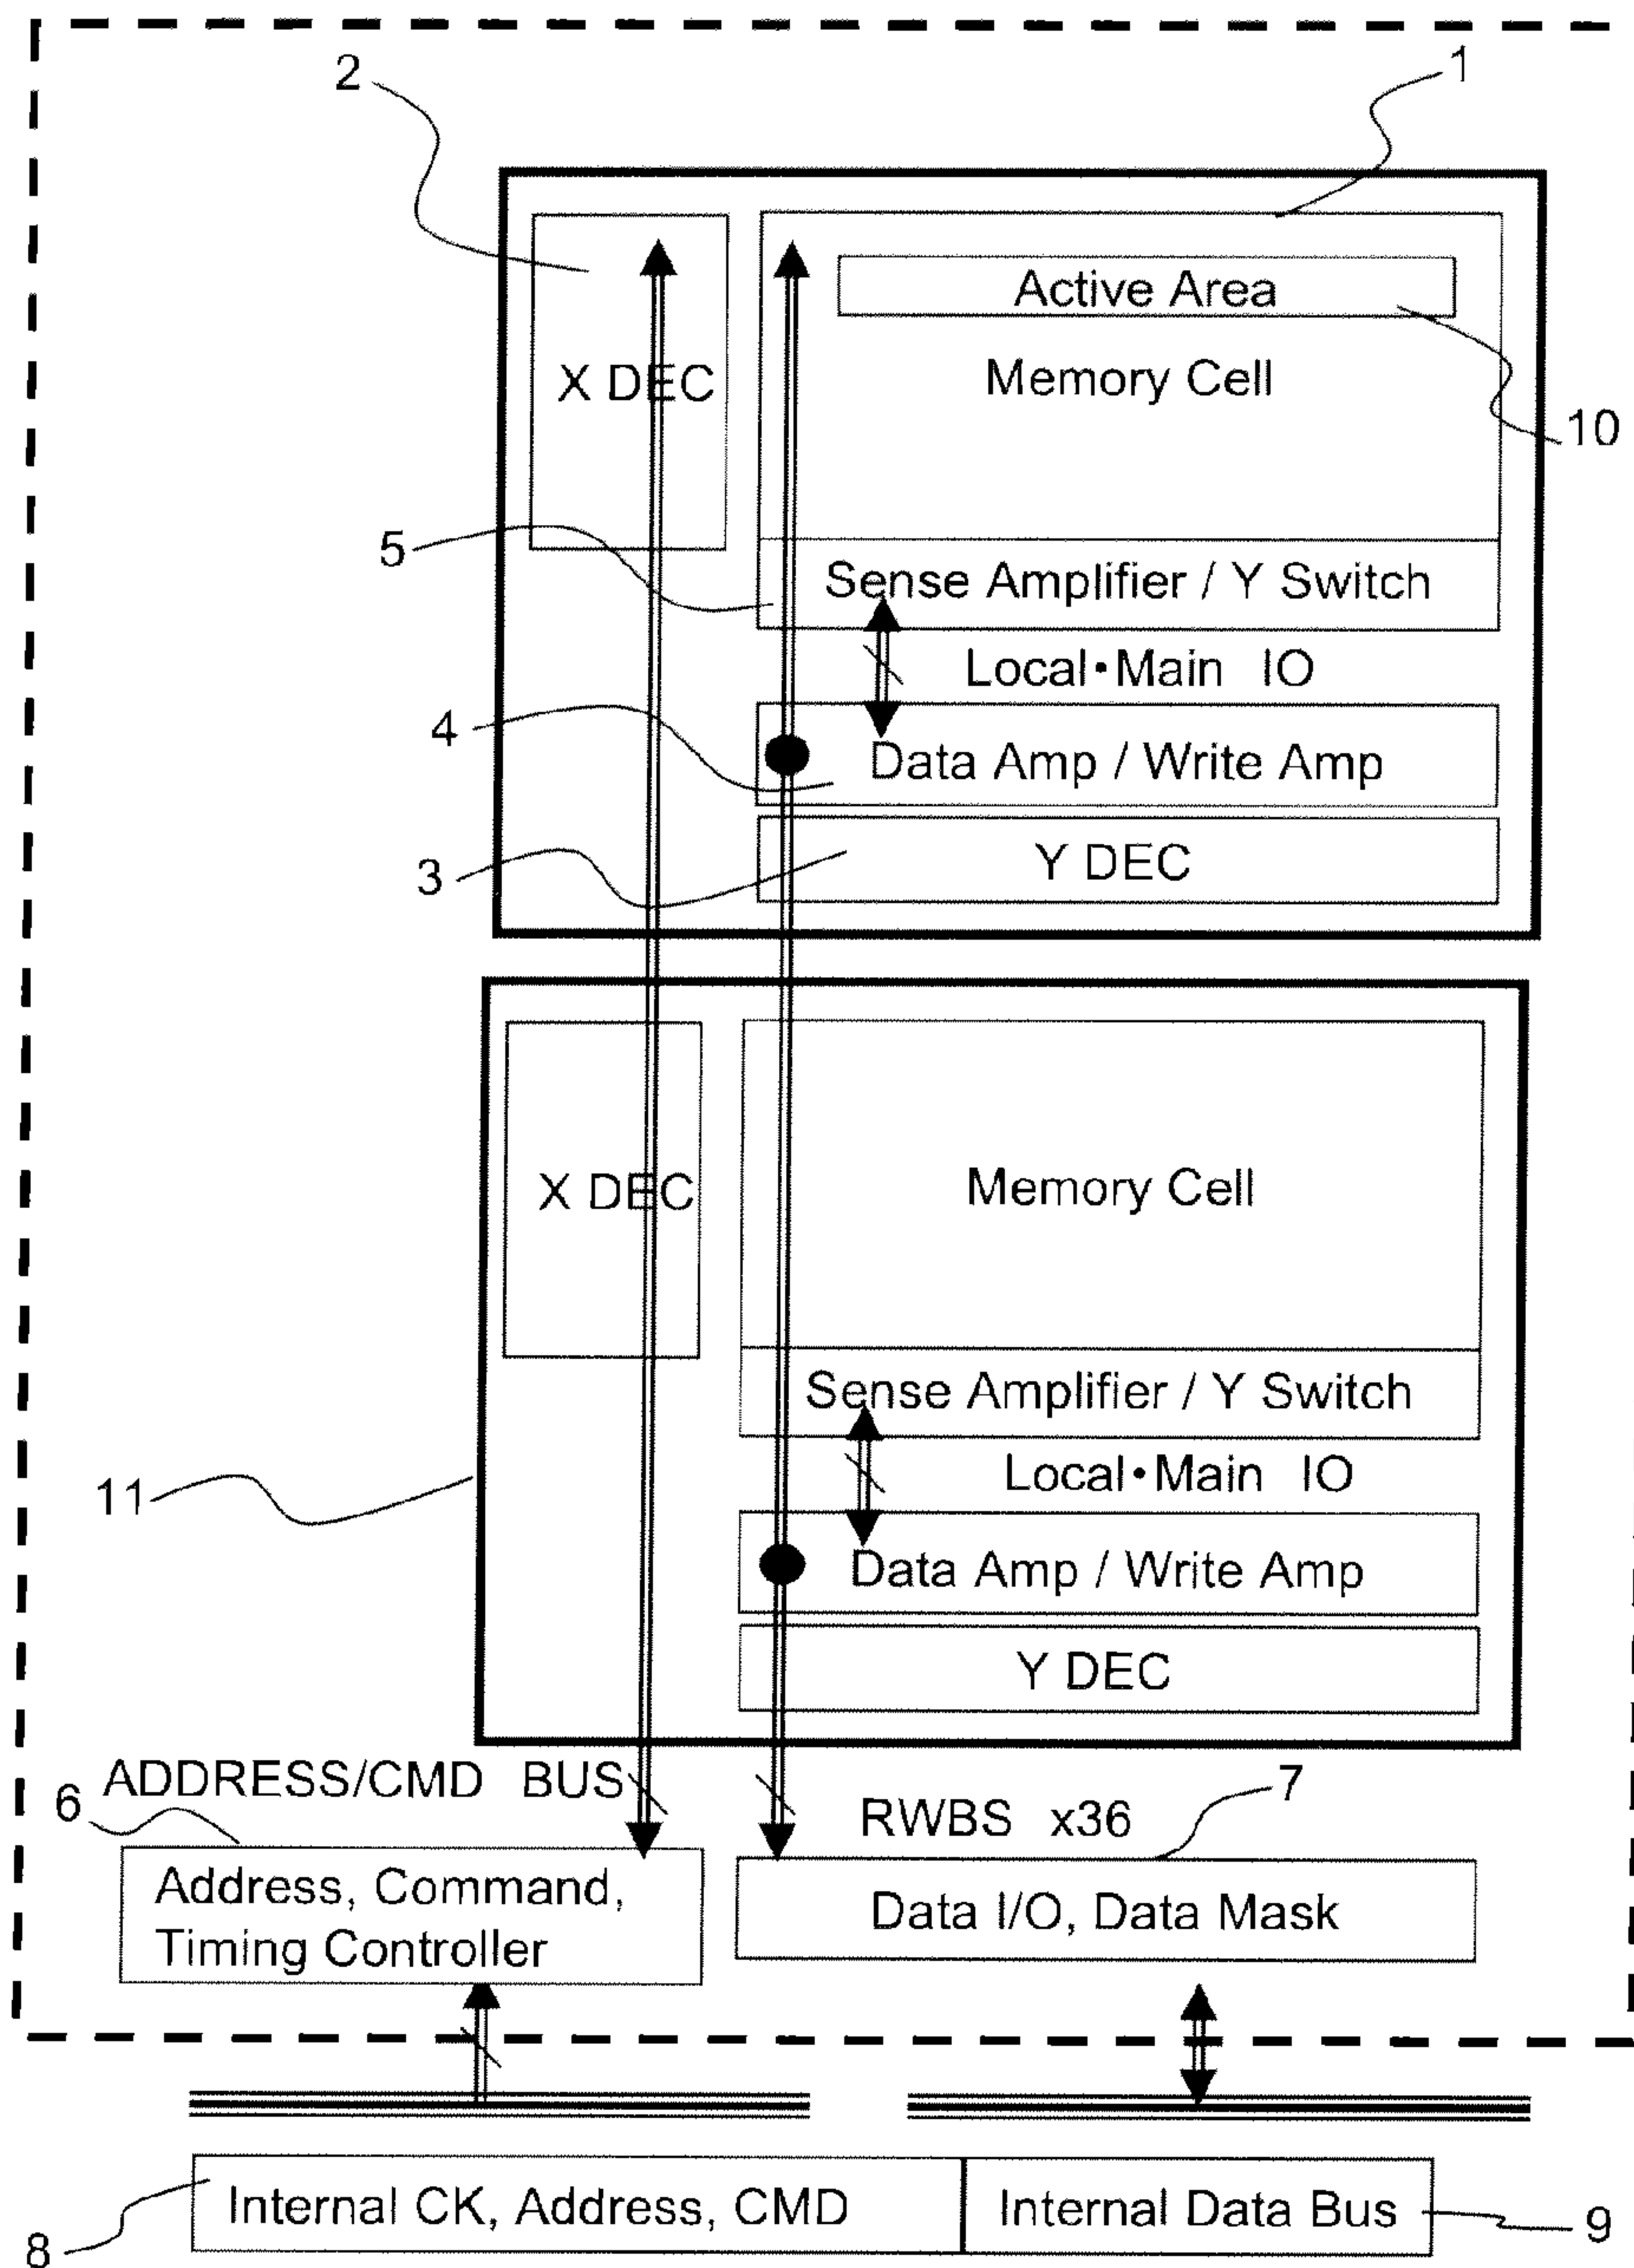 2
1
Active Area
X DEC
Memory Cell
10
5
Sense Amplifier / Y Switch
Local・Main IO
4
Data Amp / Write Amp
3
Y DEC
X DEC
Memory Cell
Sense Amplifier / Y Switch
Local・Main IO
11
Data Amp / Write Amp
Y DEC
ADDRESS/CMD BUS
6
7
RWBS x36
Address, Command,
Timing Controller
Data I/O, Data Mask
Internal CK, Address, CMD
Internal Data Bus
8
9